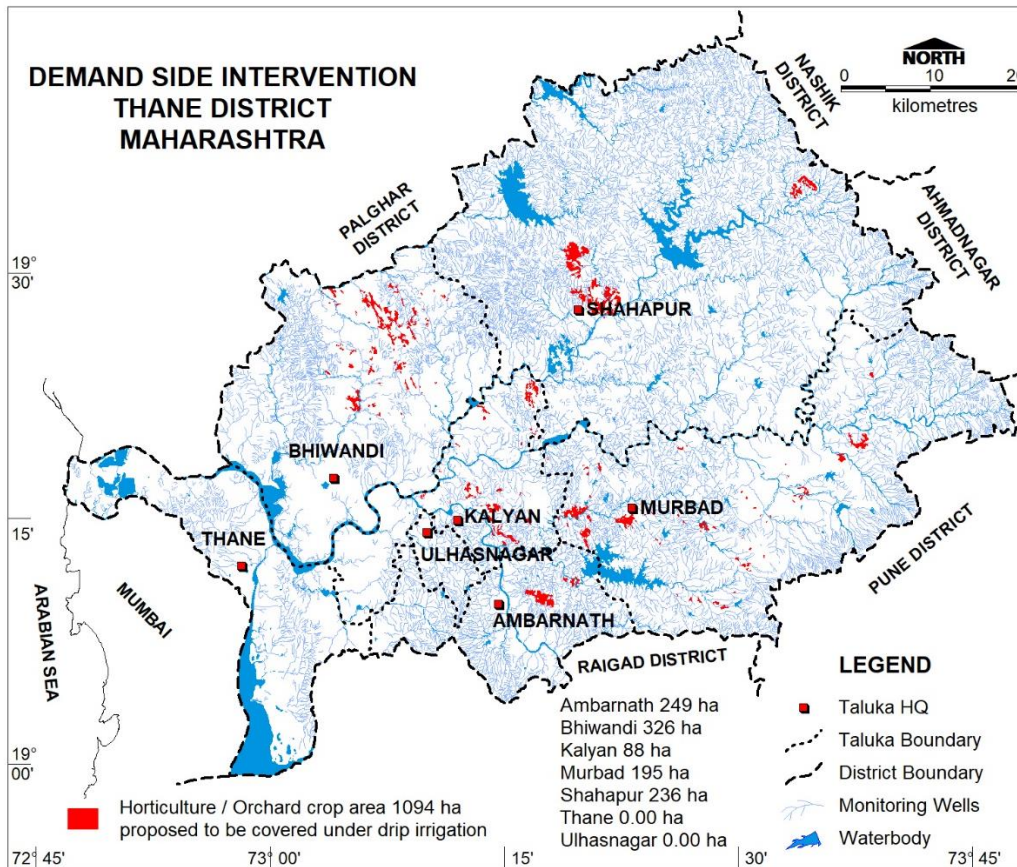 DEMAND SIDE INTERVENTION
THANE DISTRICT
MAHARASHTRA
NORTH
0 10 20
kilometres
NASHIK
DISTRICT
AHMADNAGAR
DISTRICT
PALGHAR
DISTRICT
19°
30'
SHAHAPUR
BHIWANDI
KALYAN
MURBAD
15'
THANE
ULHASNAGAR
PUNE DISTRICT
ARABIAN SEA
MUMBAI
AMBARNATH
RAIGAD DISTRICT
LEGEND
Taluka HQ
Taluka Boundary
District Boundary
Monitoring Wells
Waterbody
Ambarnath 249 ha
Bhiwandi 326 ha
Kalyan 88 ha
Murbad 195 ha
Shahapur 236 ha
Thane 0.00 ha
Ulhasnagar 0.00 ha
19°
00'
Horticulture / Orchard crop area 1094 ha
proposed to be covered under drip irrigation
72° 45' 73° 00' 15' 30' 73° 45'